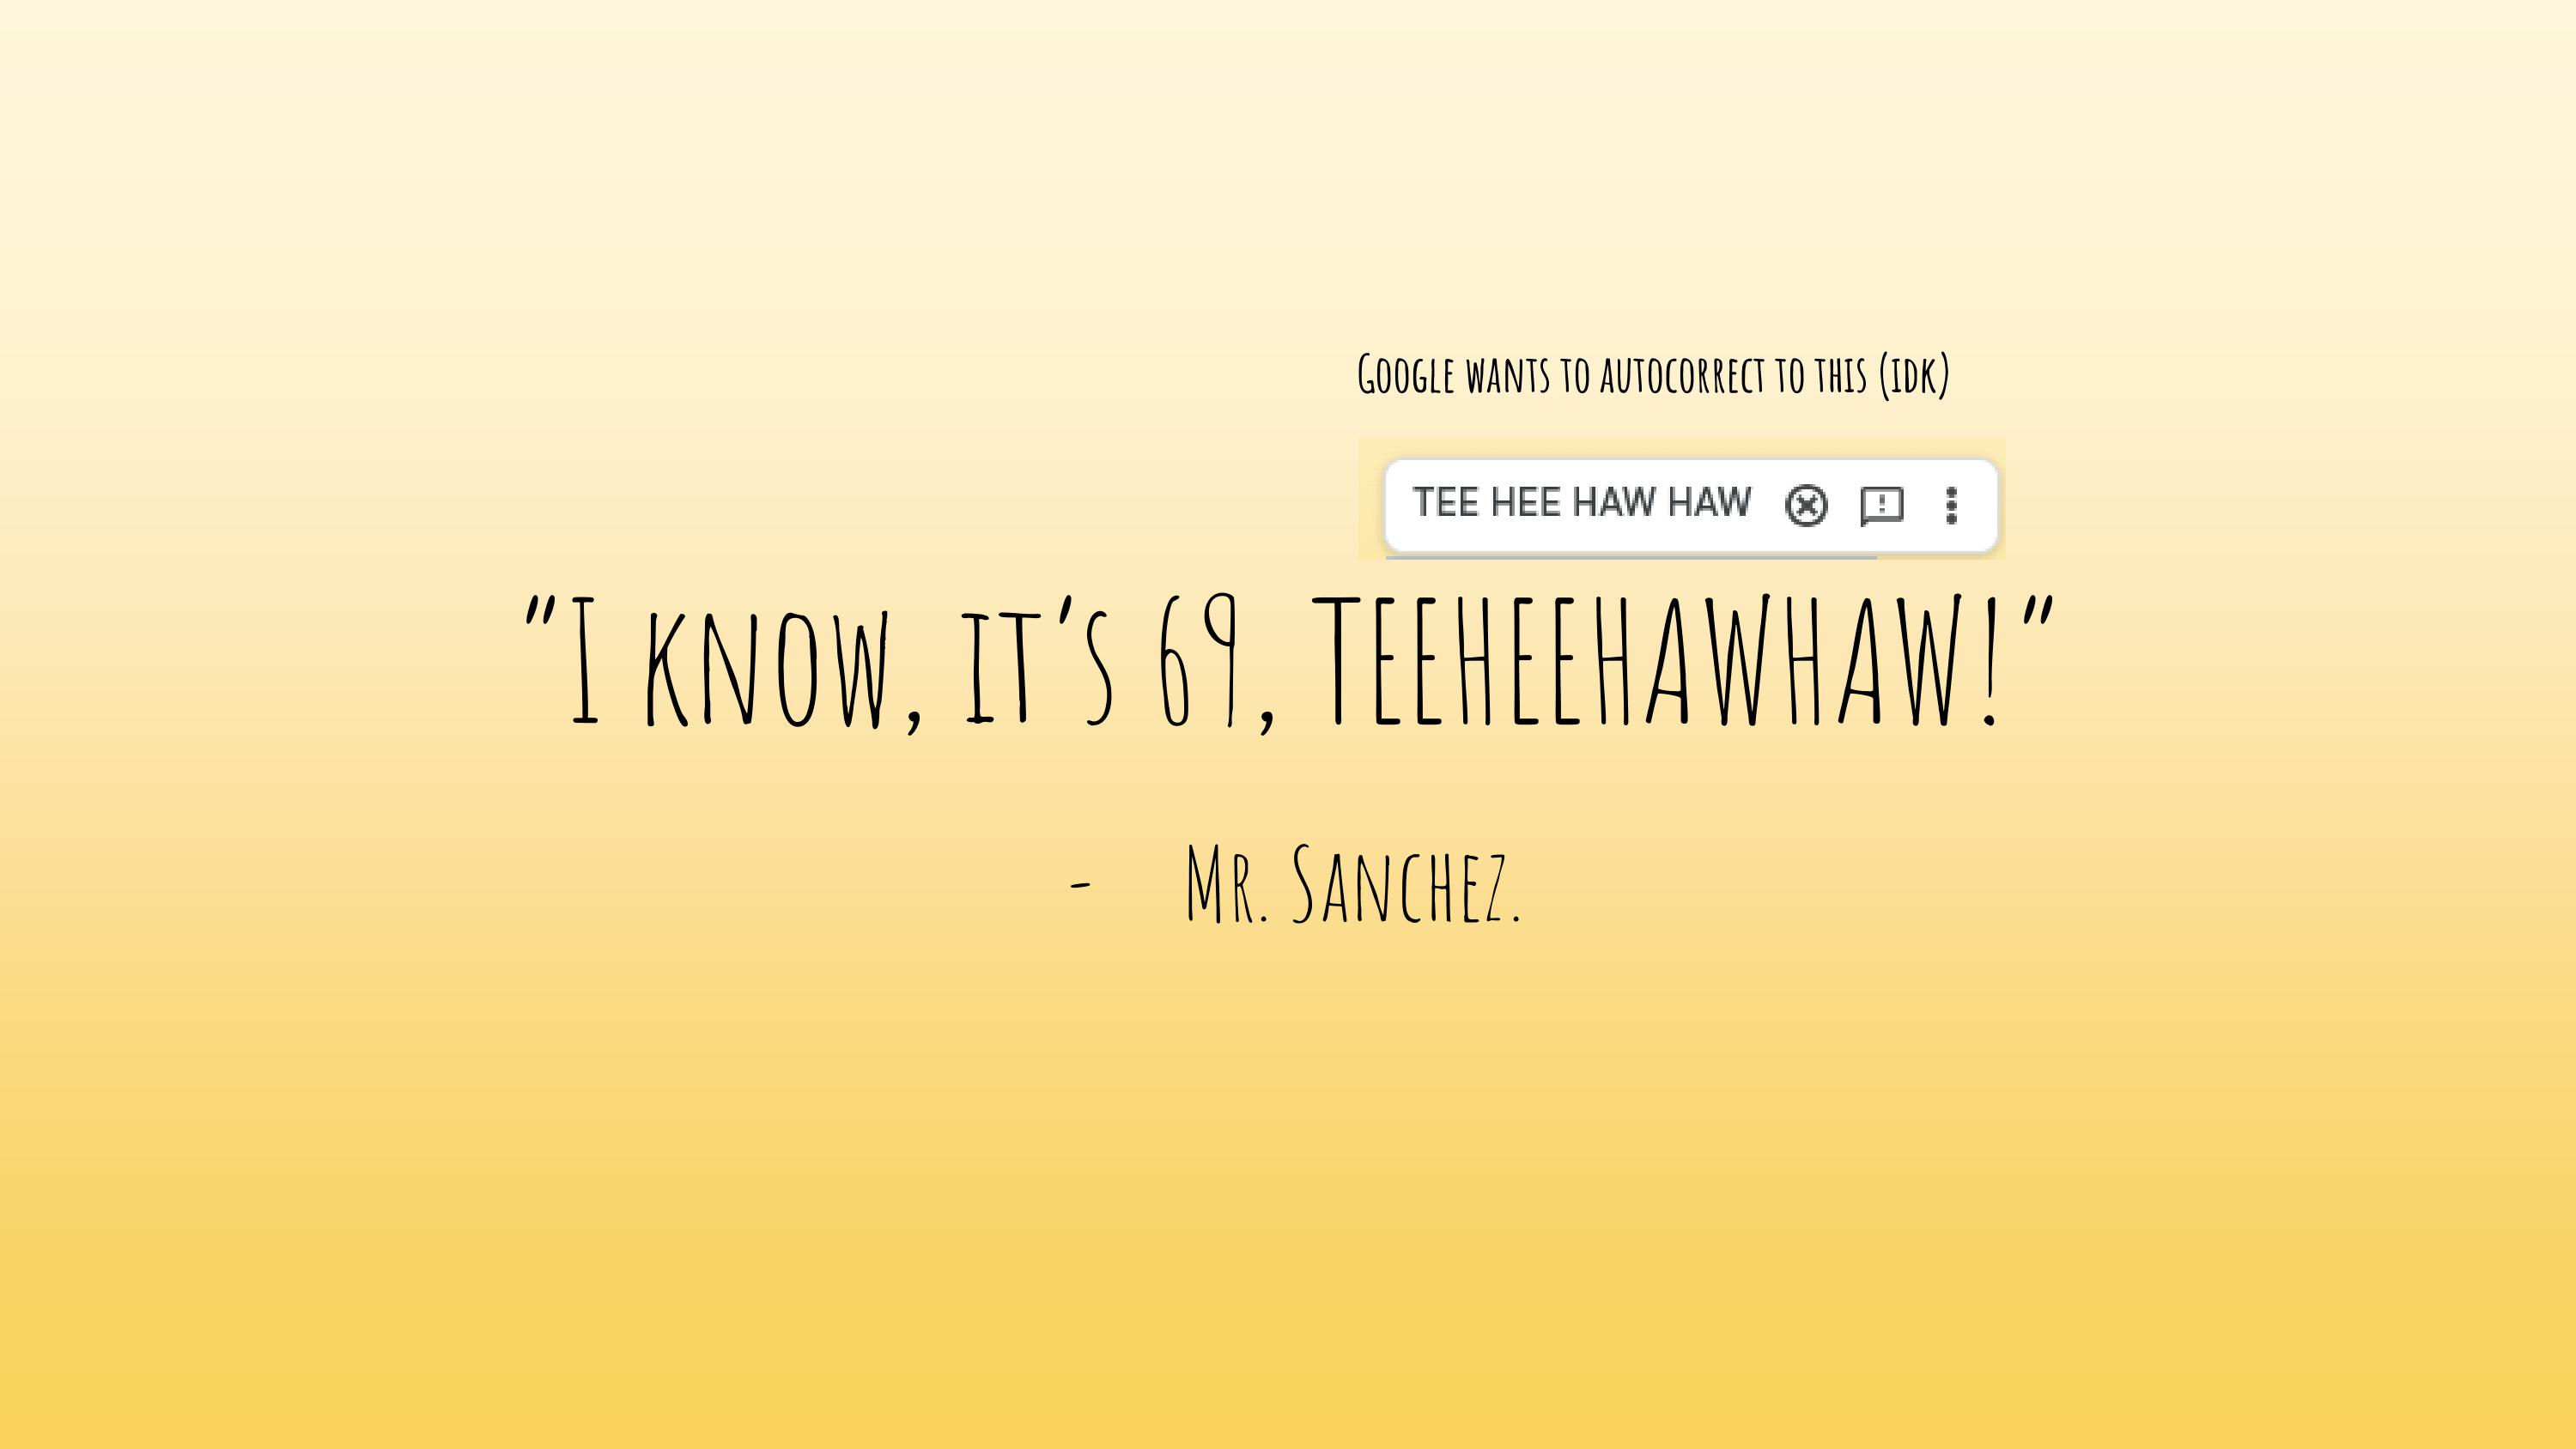 Google wants to autocorrect to this (idk)
TEE HEE HAW HAW
"I know, it's 69, TEEHEEHAWHAW!"
- Mr. Sanchez.